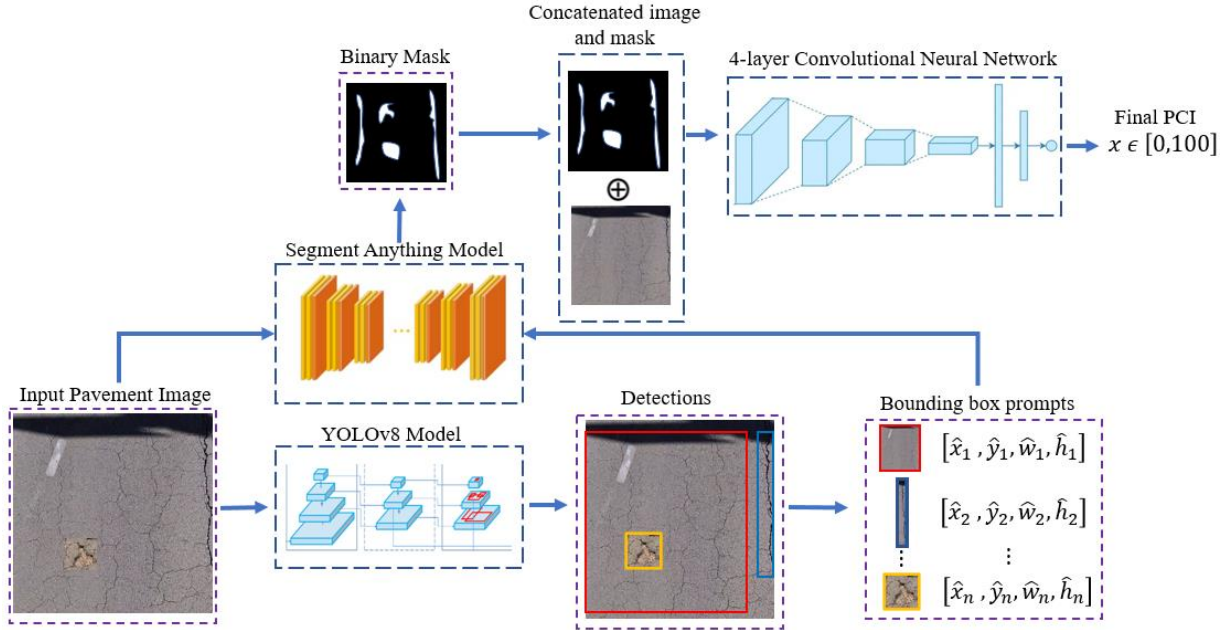 Concatenated image
and mask
Binary Mask
4-layer Convolutional Neural Network
⊕
Final PCI
x ϵ [0,100]
Segment Anything Model
...
Input Pavement Image
YOLOv8 Model
Detections
Bounding box prompts
[x̂₁ , ŷ₁, ŵ₁, ĥ₁]
[x̂₂ , ŷ₂, ŵ₂, ĥ₂]
⋮
[x̂ₙ , ŷₙ, ŵₙ, ĥₙ]